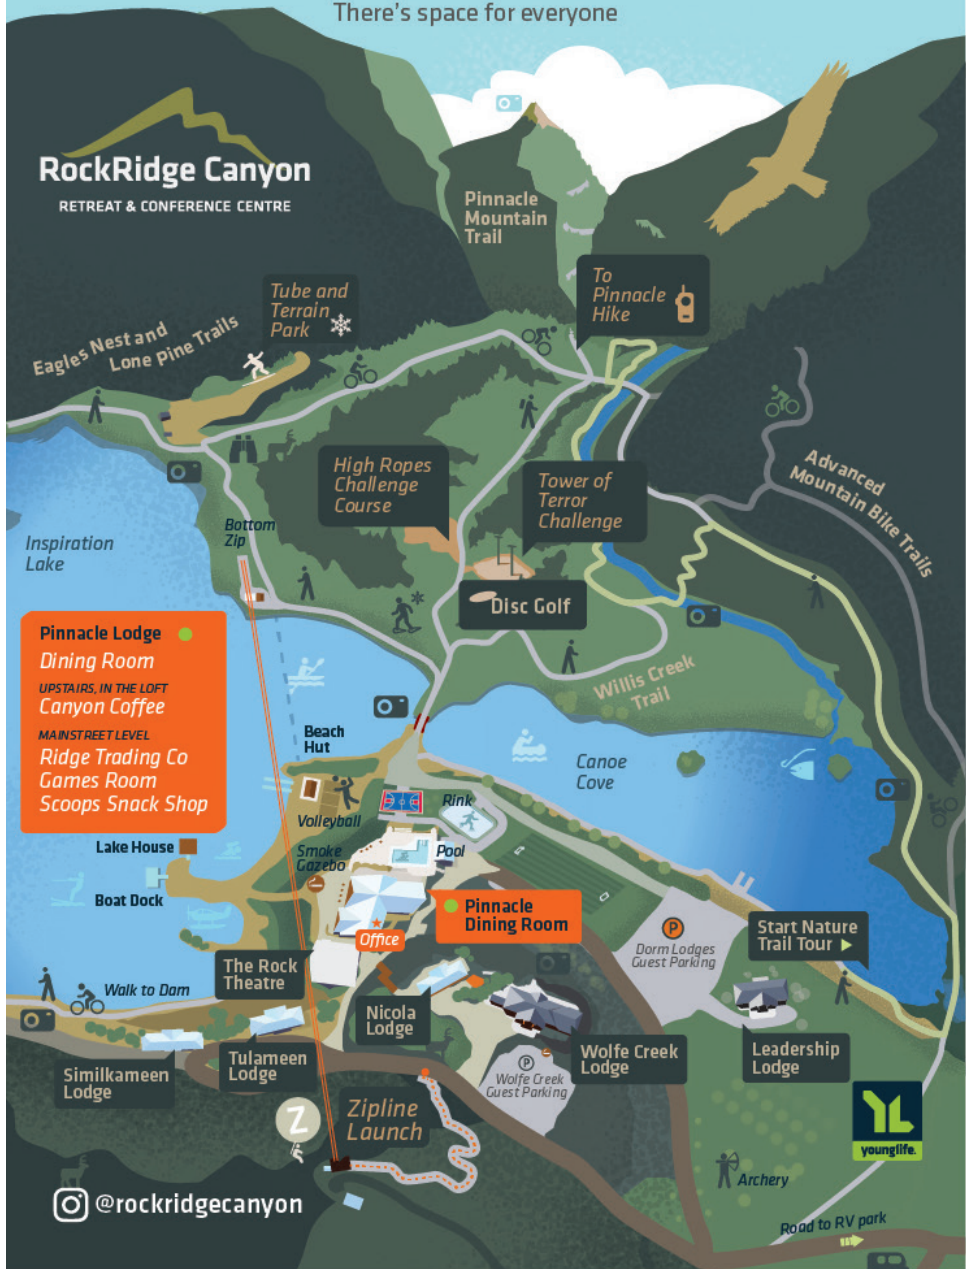 There's space for everyone
RockRidge Canyon
RETREAT & CONFERENCE CENTRE
Pinnacle
Mountain
Trail
To
Pinnacle
Hike
Tube and
Terrain
Park
Eagles Nest and
Lone Pine Trails
High Ropes
Challenge
Course
Tower of
Terror
Challenge
Advanced
Mountain Bike Trails
Bottom
Zip
Inspiration
Lake
Disc Golf
Pinnacle Lodge
Dining Room
UPSTAIRS, IN THE LOFT
Canyon Coffee
MAINSTREET LEVEL
Ridge Trading Co
Games Room
Scoops Snack Shop
Willis Creek
Trail
Beach
Hut
Canoe
Cove
Volleyball
Rink
Lake House
Smoke
Gazebo
Pool
Boat Dock
Pinnacle
Dining Room
Office
P
Dorm Lodges
Guest Parking
Start Nature
Trail Tour
The Rock
Theatre
Walk to Dam
Nicola
Lodge
Similkameen
Lodge
Tulameen
Lodge
P
Wolfe Creek
Guest Parking
Wolfe Creek
Lodge
Leadership
Lodge
Z
Zipline
Launch
YL
younglife.
Archery
@rockridgecanyon
Road to RV park